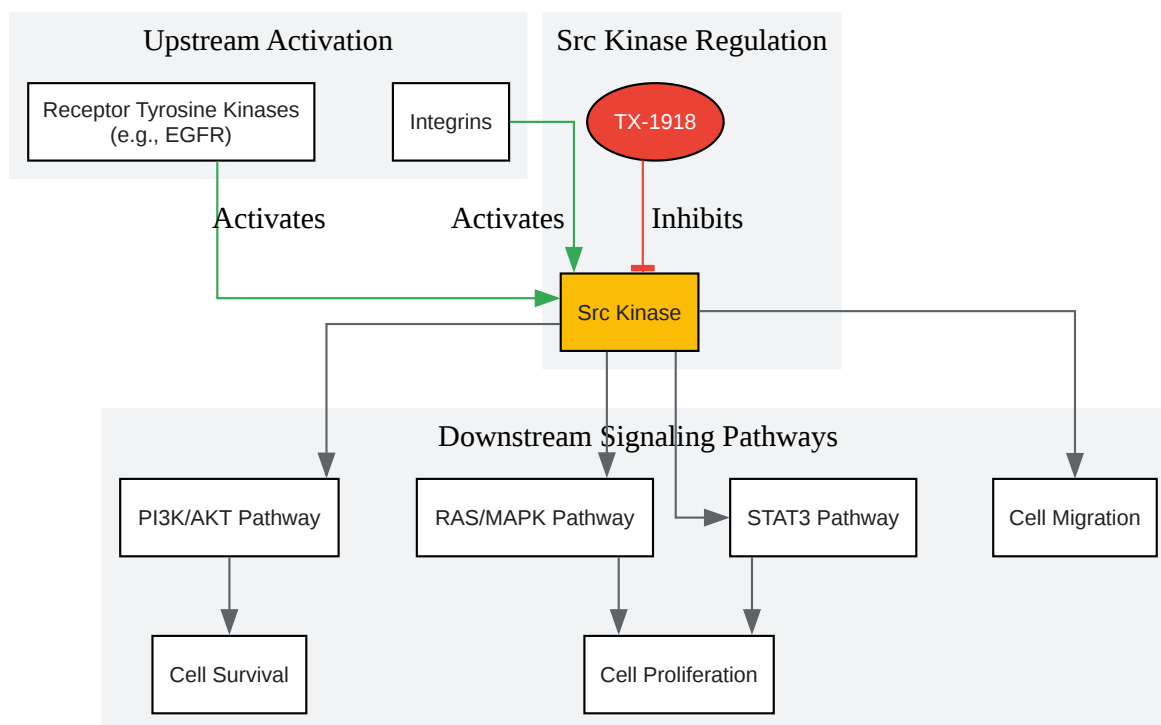 Upstream Activation
Src Kinase Regulation
Receptor Tyrosine Kinases
(e.g., EGFR)
Integrins
TX-1918
Activates
Activates
Inhibits
Src Kinase
Downstream Signaling Pathways
PI3K/AKT Pathway
RAS/MAPK Pathway
STAT3 Pathway
Cell Migration
Cell Survival
Cell Proliferation